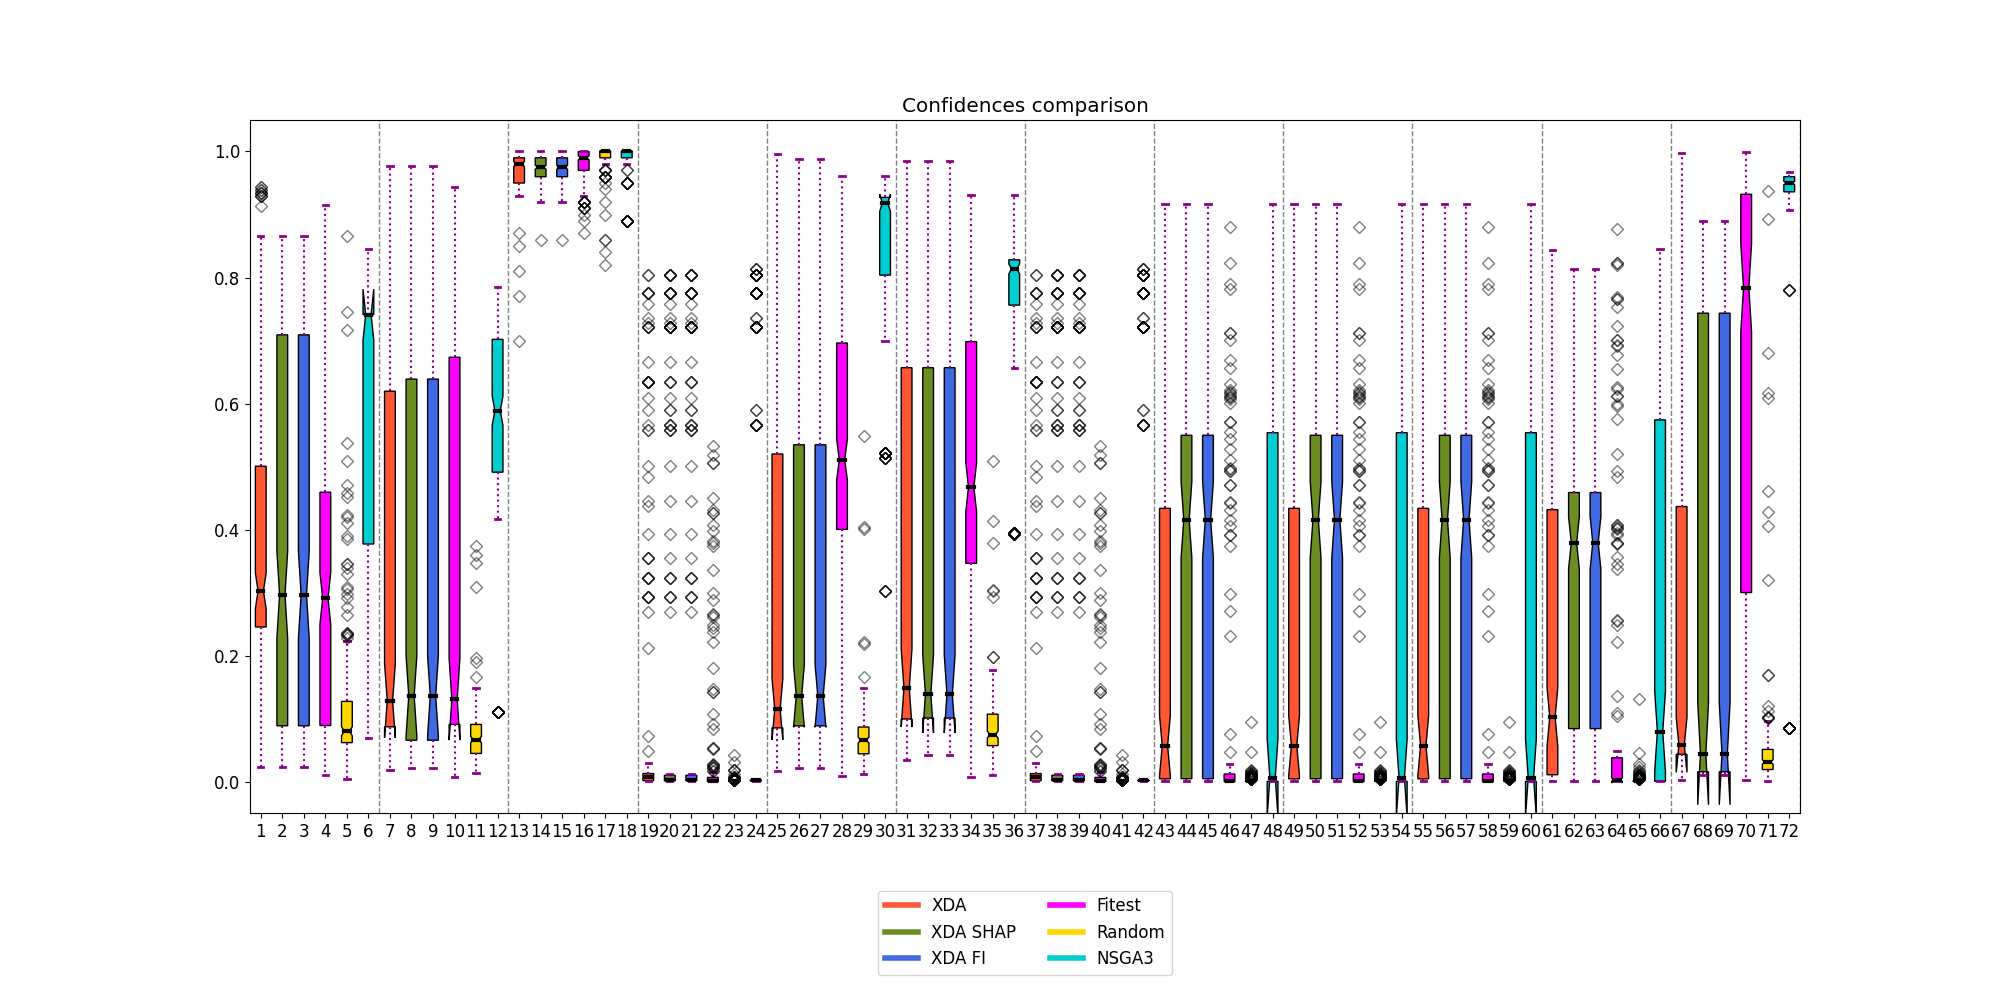 Confidences comparison
1.0
0.8
0.6
0.4
0.2
0.0
1 2 3 4 5 6 7 8 9 10 11 12 13 14 15 16 17 18 19 20 21 22 23 24 25 26 27 28 29 30 31 32 33 34 35 36 37 38 39 40 41 42 43 44 45 46 47 48 49 50 51 52 53 54 55 56 57 58 59 60 61 62 63 64 65 66 67 68 69 70 71 72
XDA Fitest
XDA SHAP Random
XDA FI NSGA3